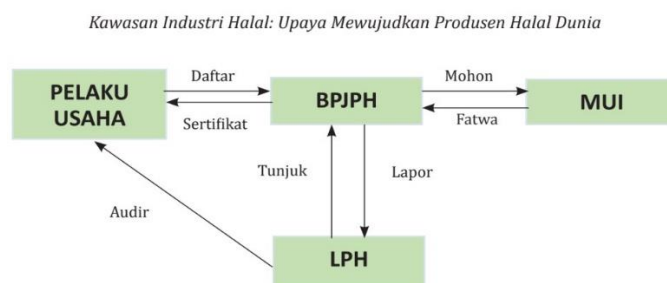 Kawasan Industri Halal: Upaya Mewujudkan Produsen Halal Dunia
Daftar
Mohon
PELAKU
USAHA
BPJPH
MUI
Sertifikat
Fatwa
Tunjuk
Lapor
Audir
LPH